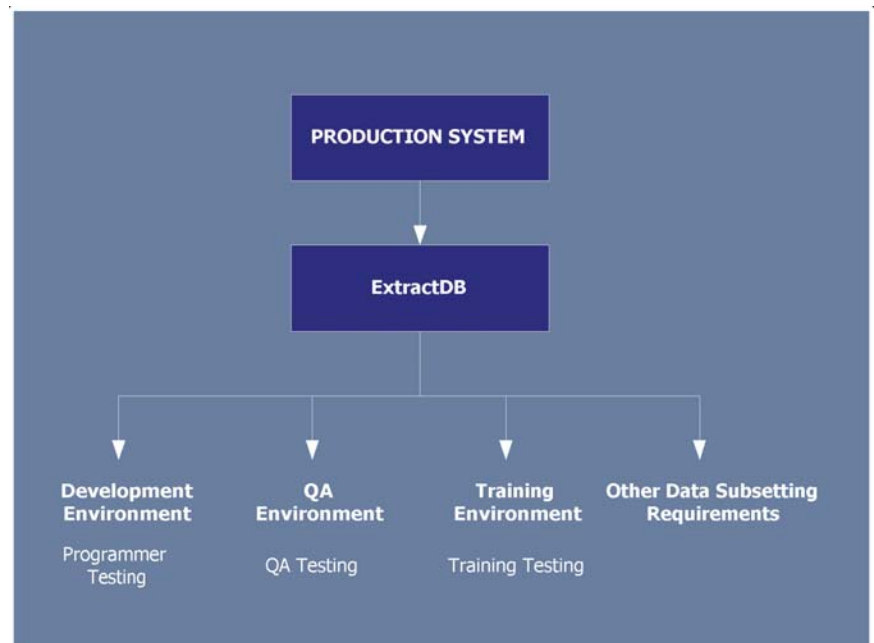 PRODUCTION SYSTEM
ExtractDB
Development
Environment
Programmer
Testing
QA
Environment
QA Testing
Training
Environment
Training Testing
Other Data Subsetting
Requirements